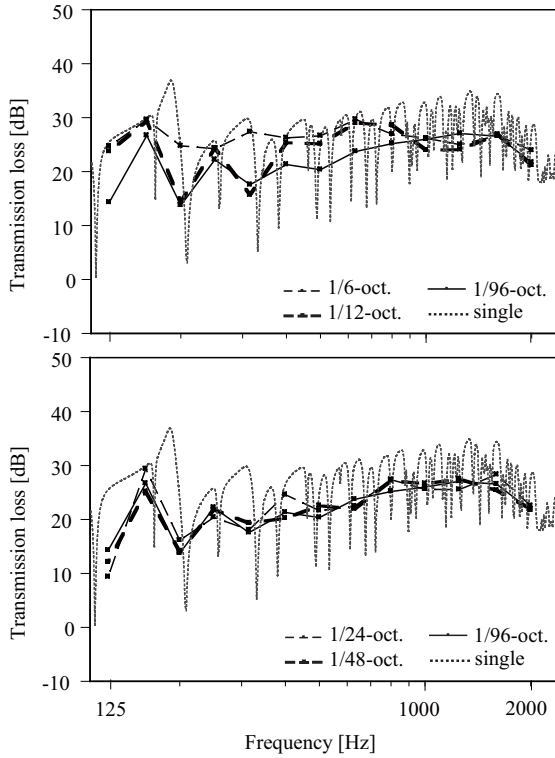 50
40
30
20
10
0
-10
Transmission loss [dB]
1/6-oct.
1/96-oct.
1/12-oct.
single
50
40
30
20
10
0
-10
Transmission loss [dB]
1/24-oct.
1/96-oct.
1/48-oct.
single
125
1000
2000
Frequency [Hz]